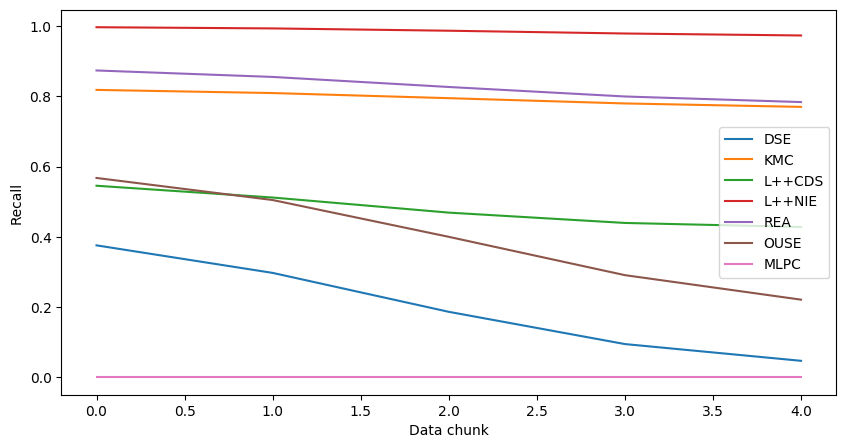 1.0
0.8
0.6
0.4
0.2
0.0
Recall
DSE
KMC
L++CDS
L++NIE
REA
OUSE
MLPC
0.0 0.5 1.0 1.5 2.0 2.5 3.0 3.5 4.0
Data chunk